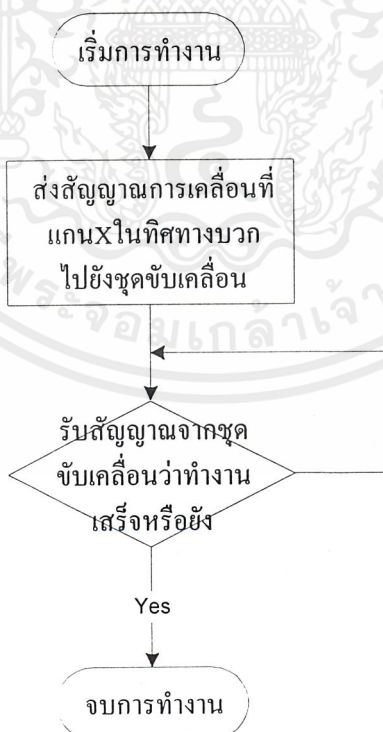 เริ่มการทำงาน
ส่งสัญญาณการเคลื่อนที่
แกนXในทิศทางบวก
ไปยังชุดขับเคลื่อน
รับสัญญาณจากชุด
ขับเคลื่อนว่าทำงาน
เสร็จหรือยัง
Yes
จบการทำงาน